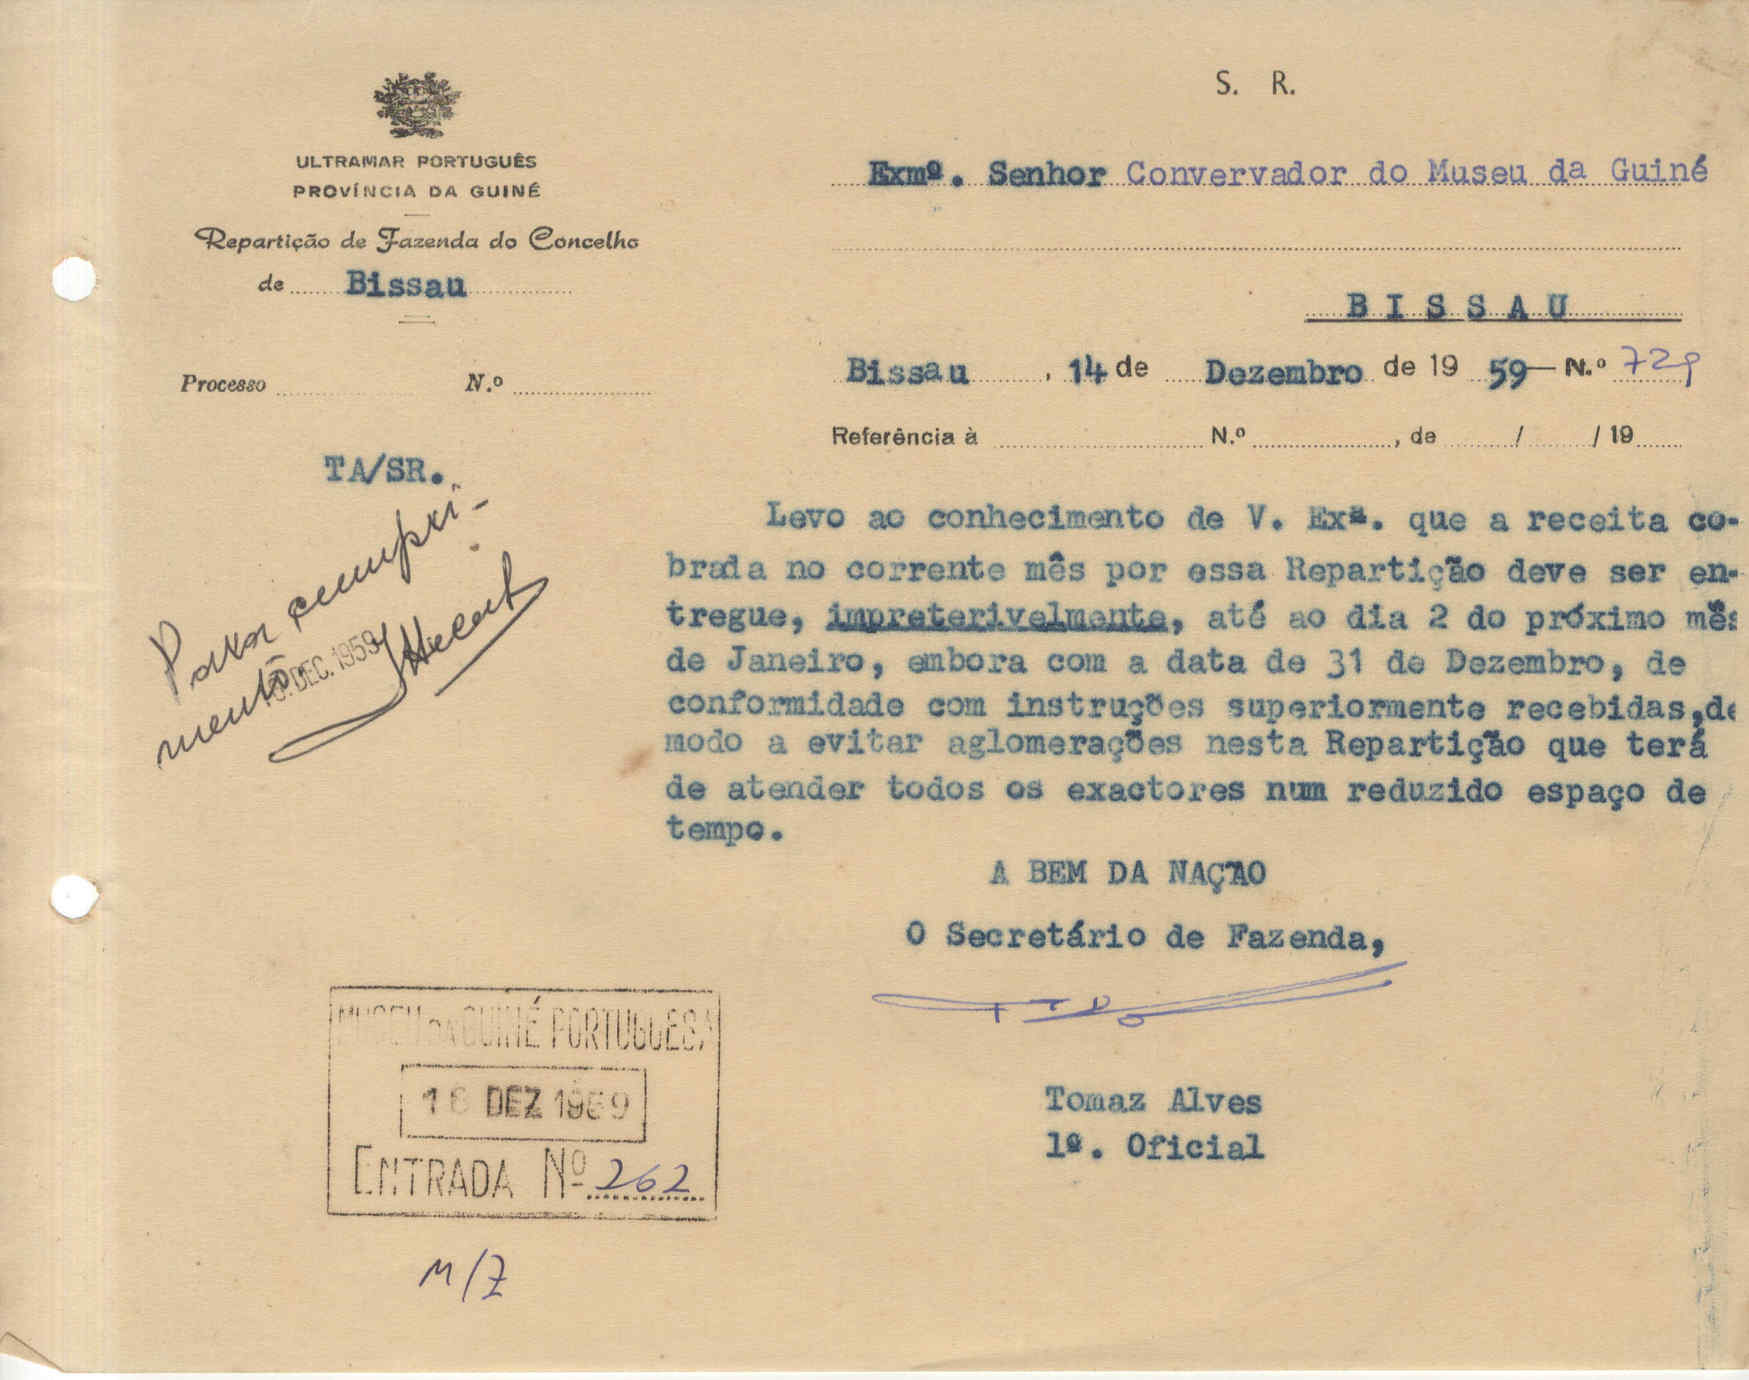 S. R.
ULTRAMAR PORTUGUÊS
PROVÍNCIA DA GUINÉ
Repartição de Fazenda do Concelho
de Bissau
Processo N.º
Exmº. Senhor Convervador do Museu da Guiné
B I S S A U
Bissau, 14 de Dezembro de 1959 — N.º 729
Referência à N.º , de / / 19
TA/SR.
Para cumpri-
mento.
DEC. 1959
Levo ao conhecimento de V. Exª. que a receita co-
brada no corrente mês por essa Repartição deve ser en-
tregue, impreterivelmente, até ao dia 2 do próximo mês
de Janeiro, embora com a data de 31 de Dezembro, de
conformidade com instruções superiormente recebidas,de
modo a evitar aglomerações nesta Repartição que terá
de atender todos os exactores num reduzido espaço de
tempo.
A BEM DA NAÇÃO
O Secretário de Fazenda,
Tomaz Alves
1º. Oficial
MUSEU DA GUINÉ PORTUGUESA
16 DEZ 1959
ENTRADA Nº 262
M/Z